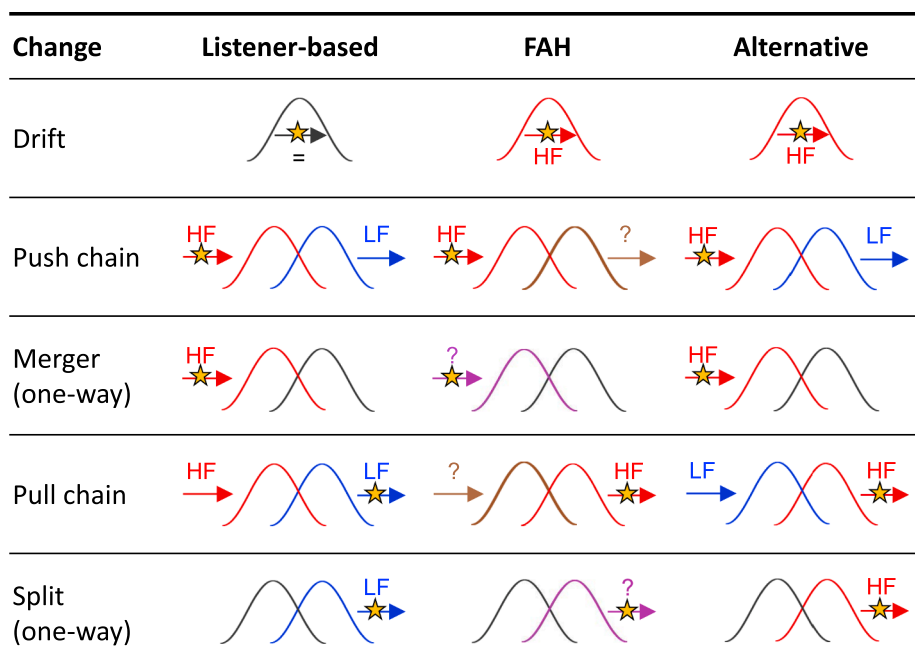 Change Listener-based FAH Alternative
Drift = HF HF
Push chain HF LF HF ? HF LF
Merger HF ? HF
(one-way)
Pull chain HF LF ? HF LF HF
Split LF ? HF
(one-way)